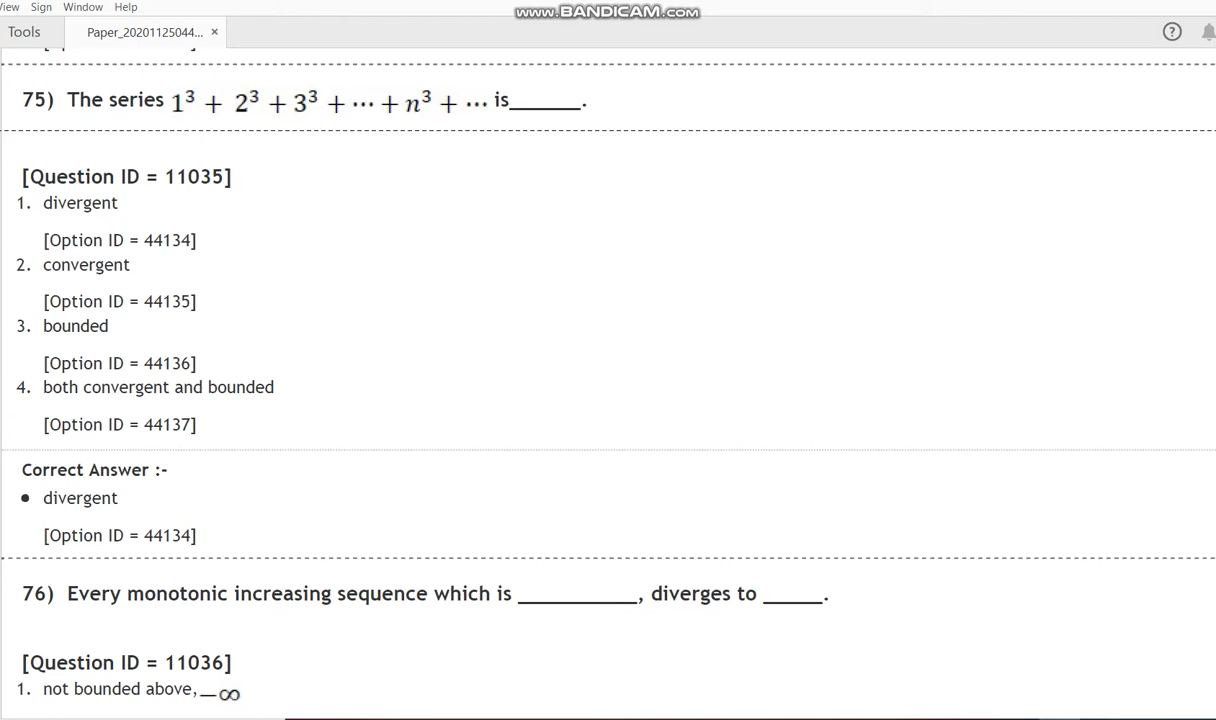 View Sign Window Help
www.BANDICAM.com
Tools Paper_20201125044... ×
75) The series 1³ + 2³ + 3³ + ⋯ + n³ + ⋯ is______.
[Question ID = 11035]
1. divergent
[Option ID = 44134]
2. convergent
[Option ID = 44135]
3. bounded
[Option ID = 44136]
4. both convergent and bounded
[Option ID = 44137]
Correct Answer :-
• divergent
[Option ID = 44134]
76) Every monotonic increasing sequence which is __________, diverges to _____.
[Question ID = 11036]
1. not bounded above,−∞